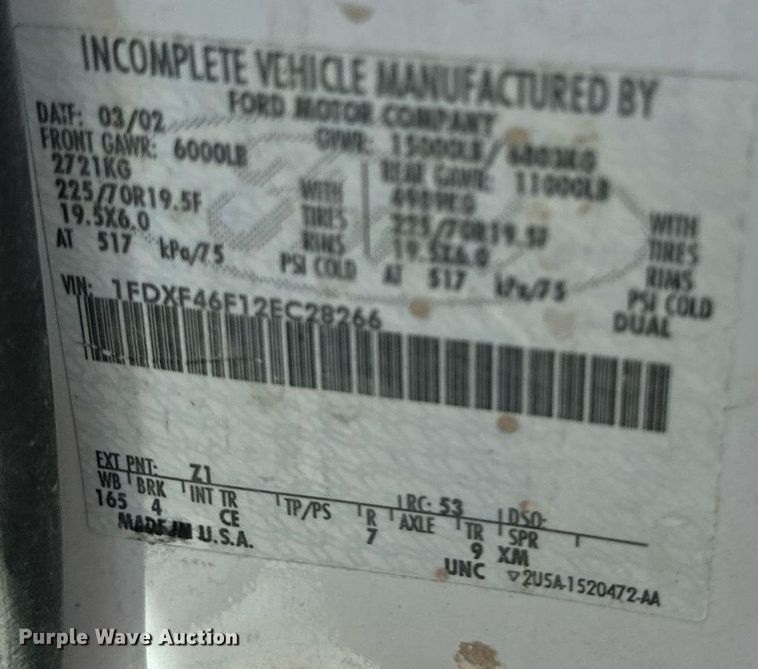 INCOMPLETE VEHICLE MANUFACTURED BY
FORD MOTOR COMPANY
DATE: 03/02 GVWR: 15000LB/ 6803KG
FRONT GAWR: 6000LB REAR GAWR: 11000LB
2721KG WITH 4989KG WITH
225/70R19.5F TIRES 225/70R19.5F TIRES
19.5X6.0 RIMS 19.5X6.0 RIMS
AT 517 kPa/75 PSI COLD AT 517 kPa/75 PSI COLD
DUAL
VIN: 1FDXF46F12EC28266
EXT PNT: Z1 RC: 53 DSO:
WB BRK INT TR TP/PS R AXLE TR SPR
165 4 CE 7 9 XM
MADE IN U.S.A. UNC ▽2U5A-1520472-AA
Purple Wave Auction